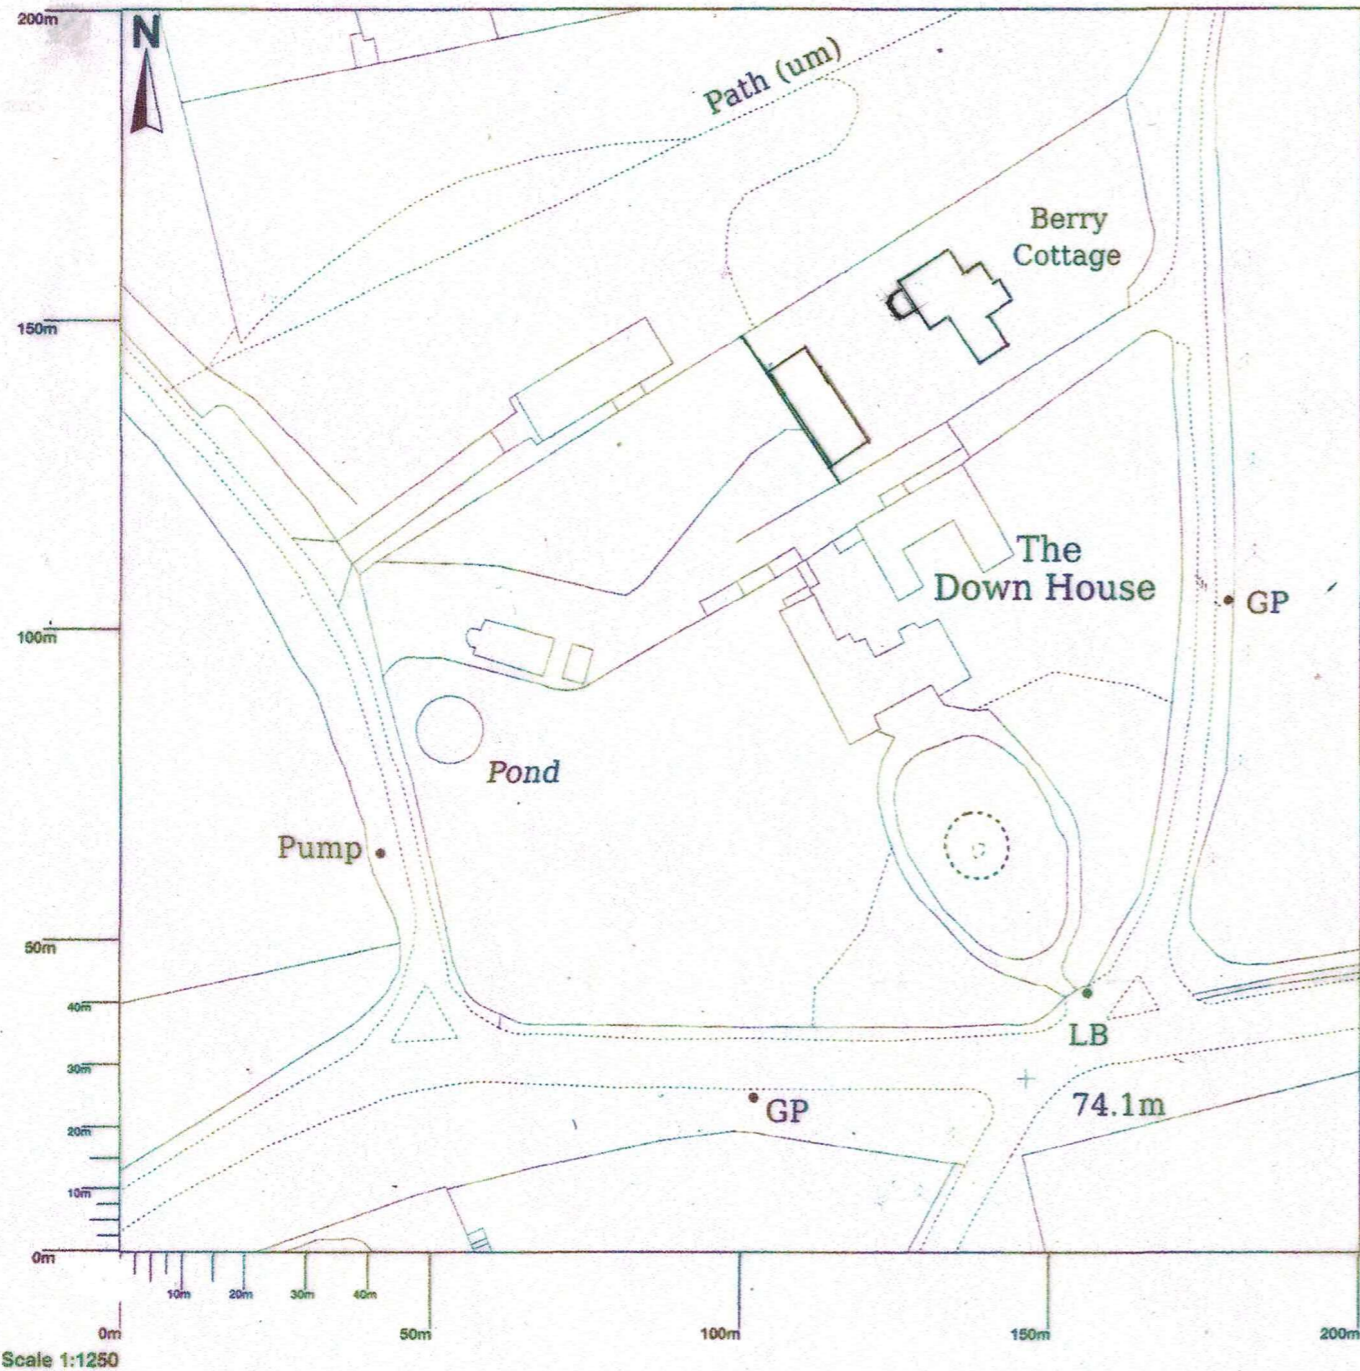 200m
N
Path (um)
Berry
Cottage
150m
The
Down House
GP
100m
Pond
Pump
50m
40m
LB
30m
74.1m
GP
20m
10m
0m
10m 20m 30m 40m
0m 50m 100m 150m 200m
Scale 1:1250